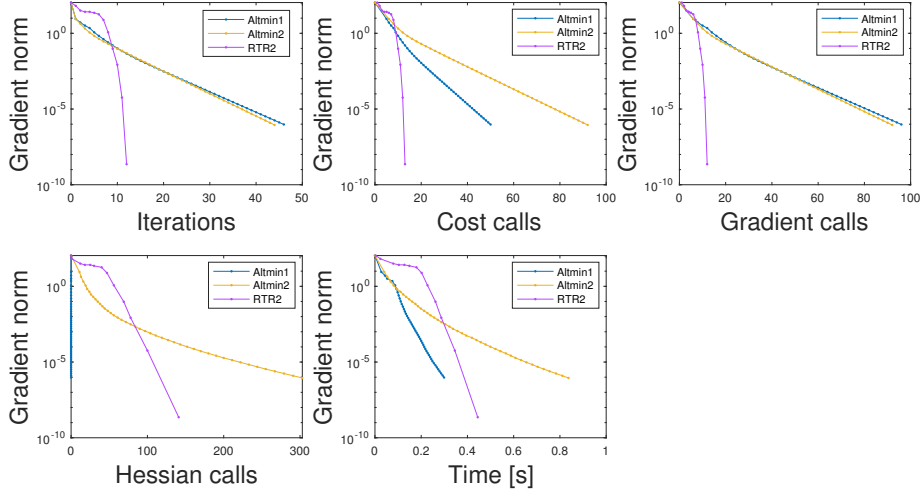 Gradient norm
10^0
10^-5
10^-10
0 10 20 30 40 50
Iterations
Altmin1
Altmin2
RTR2
Gradient norm
10^0
10^-5
10^-10
0 20 40 60 80 100
Cost calls
Altmin1
Altmin2
RTR2
Gradient norm
10^0
10^-5
10^-10
0 20 40 60 80 100
Gradient calls
Altmin1
Altmin2
RTR2
Gradient norm
10^0
10^-5
10^-10
0 100 200 300
Hessian calls
Altmin1
Altmin2
RTR2
Gradient norm
10^0
10^-5
10^-10
0 0.2 0.4 0.6 0.8 1
Time [s]
Altmin1
Altmin2
RTR2